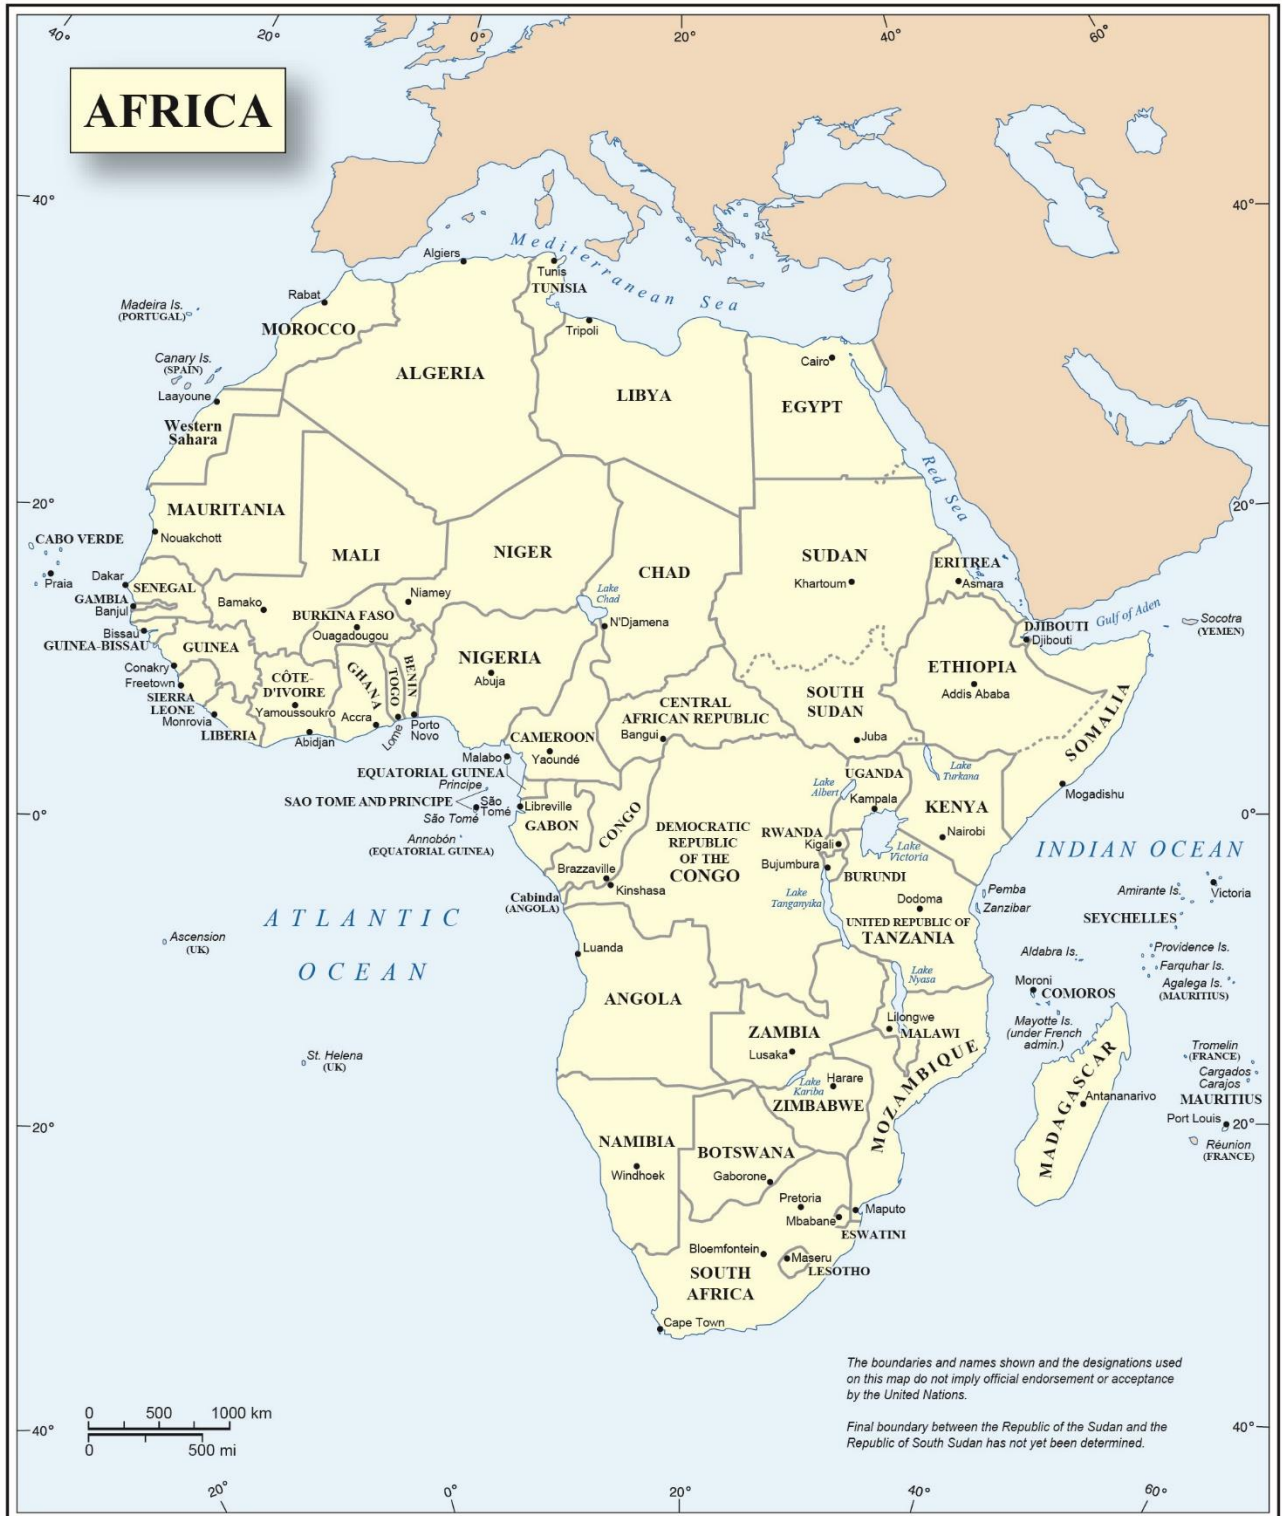 40°
20°
0°
20°
40°
60°
AFRICA
40°
40°
Mediterranean Sea
Algiers
Tunis
TUNISIA
Rabat
Madeira Is.
(PORTUGAL)
MOROCCO
Tripoli
Canary Is.
(SPAIN)
Cairo
ALGERIA
LIBYA
EGYPT
Laayoune
Western
Sahara
Red Sea
20°
20°
MAURITANIA
Nouakchott
CABO VERDE
Praia
MALI
NIGER
CHAD
SUDAN
Khartoum
ERITREA
Asmara
Dakar
SENEGAL
GAMBIA
Banjul
Bamako
Niamey
Lake
Chad
N'Djamena
BURKINA FASO
Ouagadougou
Bissau
GUINEA-BISSAU
GUINEA
Gulf of Aden
Socotra
(YEMEN)
DJIBOUTI
Djibouti
Conakry
Freetown
SIERRA
LEONE
Monrovia
LIBERIA
CÔTE-
D'IVOIRE
Yamoussoukro
Abidjan
GHANA
Accra
TOGO
Lome
BENIN
Porto
Novo
NIGERIA
Abuja
ETHIOPIA
Addis Ababa
SOUTH
SUDAN
Juba
CENTRAL
AFRICAN REPUBLIC
Bangui
SOMALIA
Mogadishu
CAMEROON
Yaoundé
Malabo
EQUATORIAL GUINEA
Principe
SAO TOME AND PRINCIPE
São
Tomé
São Tomé
Libreville
GABON
CONGO
UGANDA
Kampala
Lake
Albert
Lake
Turkana
KENYA
Nairobi
0°
0°
Annobón
(EQUATORIAL GUINEA)
DEMOCRATIC
REPUBLIC
OF THE
CONGO
RWANDA
Kigali
Bujumbura
BURUNDI
Lake
Victoria
INDIAN OCEAN
Brazzaville
Kinshasa
Cabinda
(ANGOLA)
Lake
Tanganyika
Dodoma
UNITED REPUBLIC OF
TANZANIA
Pemba
Zanzibar
Amirante Is.
Victoria
SEYCHELLES
ATLANTIC
OCEAN
Ascension
(UK)
Luanda
Aldabra Is.
Providence Is.
Farquhar Is.
Agalega Is.
(MAURITIUS)
Lake
Nyasa
ANGOLA
Moroni
COMOROS
Mayotte Is.
(under French
admin.)
ZAMBIA
Lusaka
Lilongwe
MALAWI
MOZAMBIQUE
St. Helena
(UK)
Tromelin
(FRANCE)
Cargados
Carajos
MAURITIUS
Port Louis
Réunion
(FRANCE)
Lake
Kariba
Harare
ZIMBABWE
MADAGASCAR
Antananarivo
20°
20°
NAMIBIA
Windhoek
BOTSWANA
Gaborone
Pretoria
Mbabane
Maputo
ESWATINI
Bloemfontein
Maseru
LESOTHO
SOUTH
AFRICA
Cape Town
The boundaries and names shown and the designations used
on this map do not imply official endorsement or acceptance
by the United Nations.
Final boundary between the Republic of the Sudan and the
Republic of South Sudan has not yet been determined.
0 500 1000 km
0 500 mi
40°
40°
20°
0°
20°
40°
60°